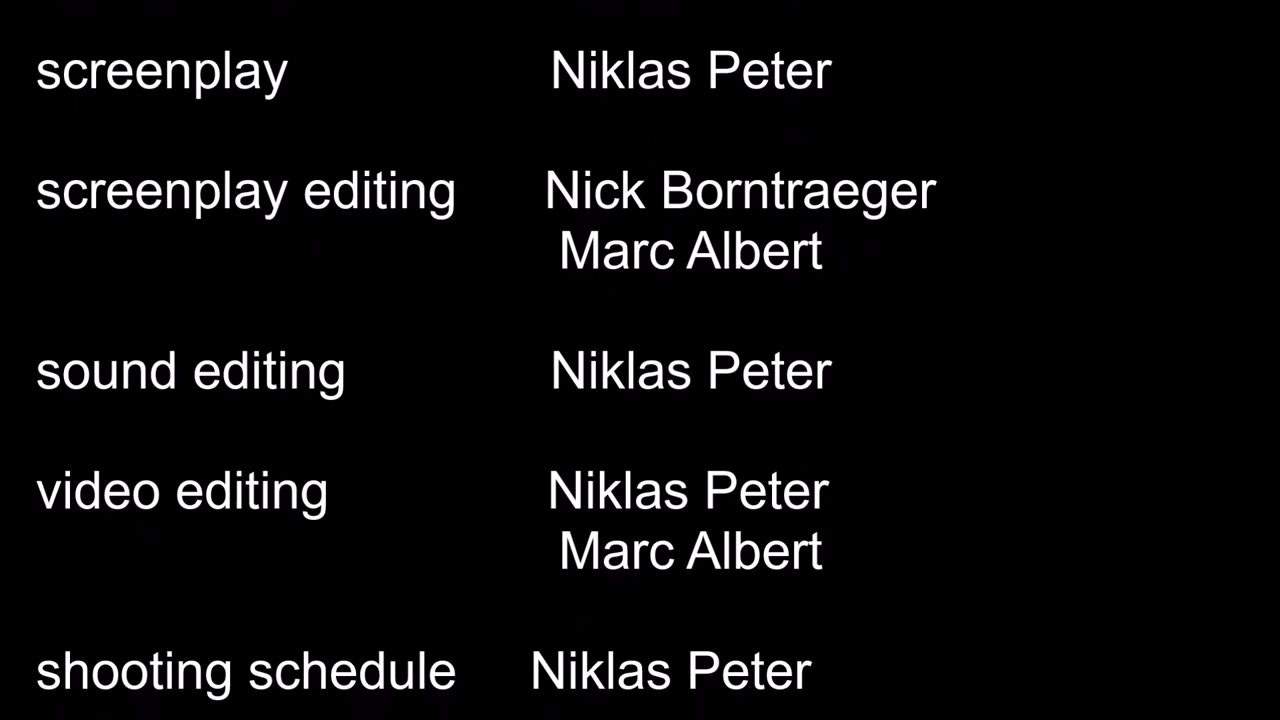 screenplay Niklas Peter
screenplay editing Nick Borntraeger
Marc Albert
sound editing Niklas Peter
video editing Niklas Peter
Marc Albert
shooting schedule Niklas Peter